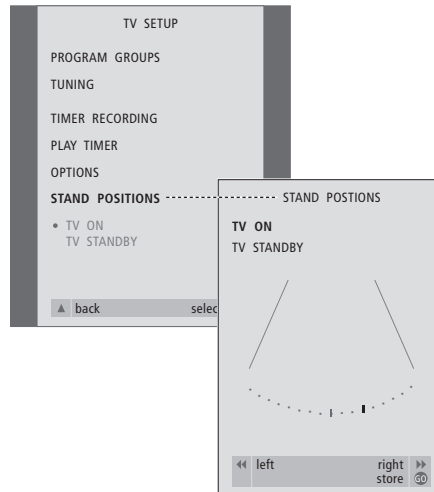 TV SETUP
PROGRAM GROUPS
TUNING
TIMER RECORDING
PLAY TIMER
OPTIONS
STAND POSITIONS
• TV ON
TV STANDBY
▲ back selec
STAND POSTIONS
TV ON
TV STANDBY
left right
store GO